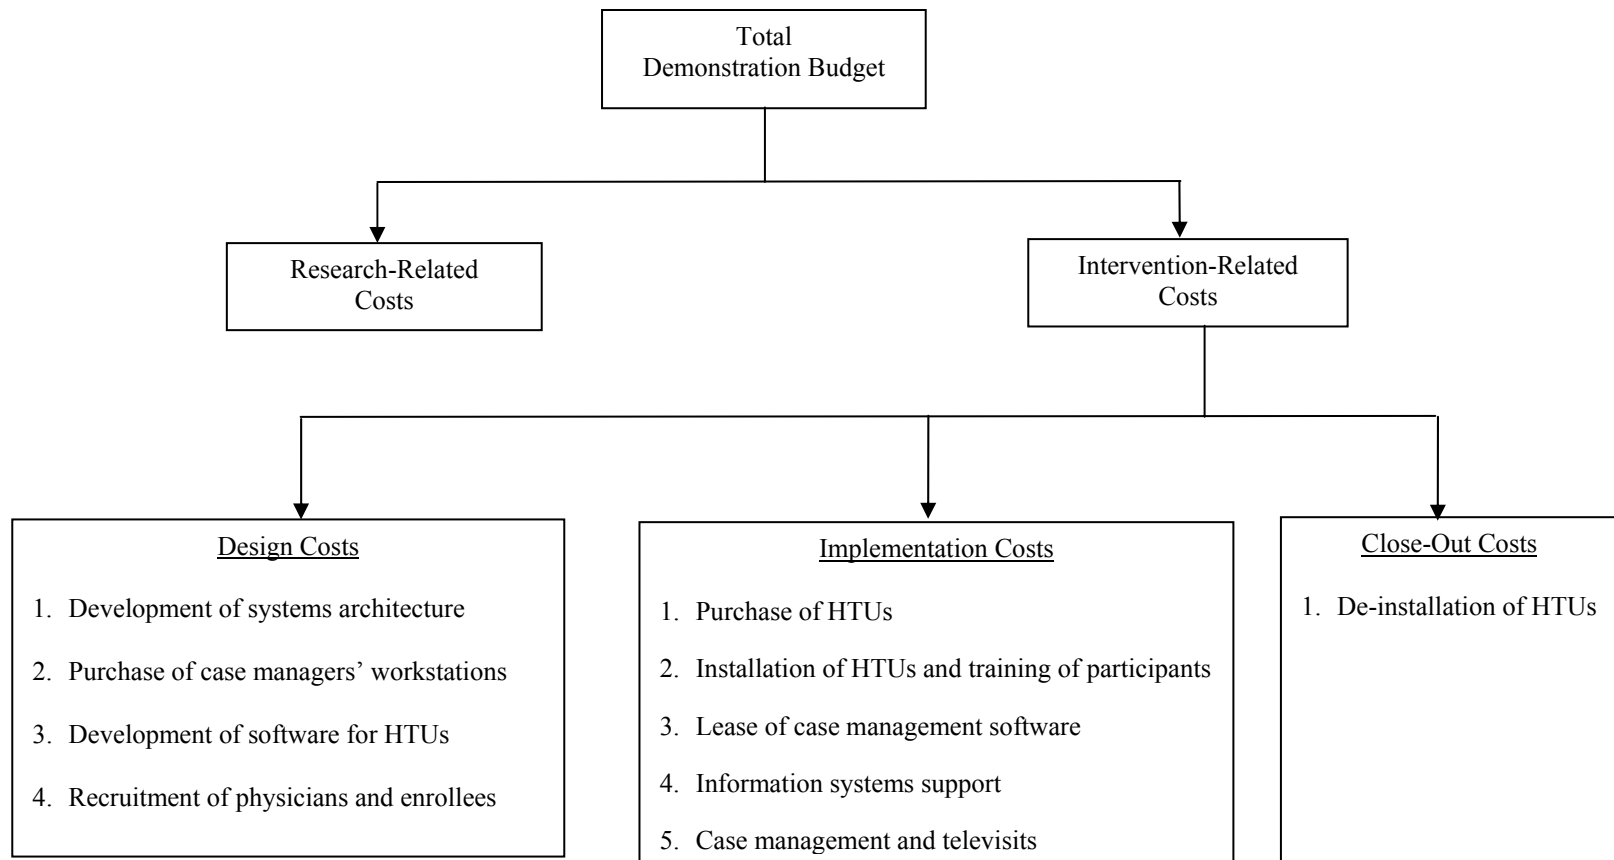 Total
Demonstration Budget
Research-Related
Costs
Intervention-Related
Costs
Design Costs
1. Development of systems architecture
2. Purchase of case managers’ workstations
3. Development of software for HTUs
4. Recruitment of physicians and enrollees
Implementation Costs
1. Purchase of HTUs
2. Installation of HTUs and training of participants
3. Lease of case management software
4. Information systems support
5. Case management and televisits
Close-Out Costs
1. De-installation of HTUs